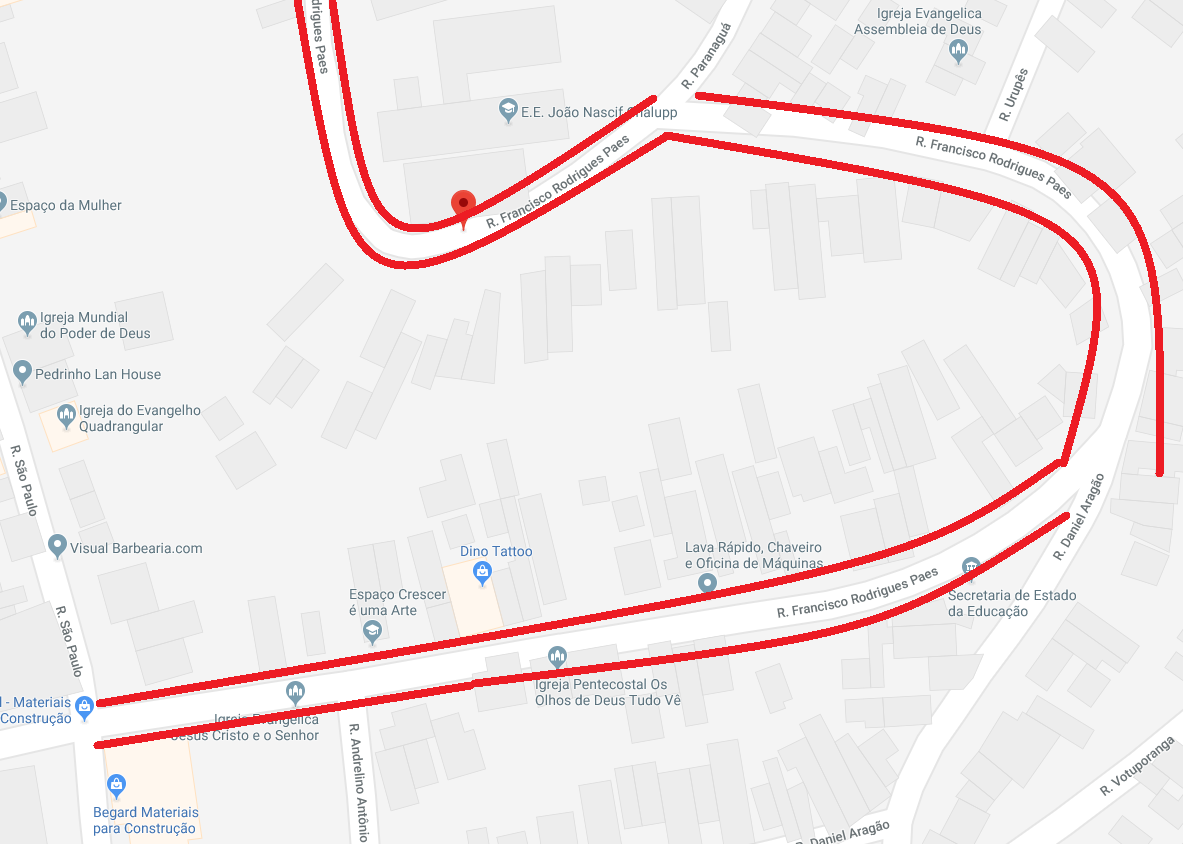 drigues Paes
Igreja Evangelica
Assembleia de Deus
R. Paranaguá
R. Urupês
E.E. João Nascif Chalupp
R. Francisco Rodrigues Paes
R. Francisco Rodrigues Paes
Espaço da Mulher
Igreja Mundial
do Poder de Deus
Pedrinho Lan House
Igreja do Evangelho
Quadrangular
R. São Paulo
Visual Barbearia.com
Dino Tattoo
Lava Rápido, Chaveiro
e Oficina de Máquinas
R. Daniel Aragão
Espaço Crescer
é uma Arte
R. Francisco Rodrigues Paes
Secretaria de Estado
da Educação
R. São Paulo
l - Materiais
Construção
Igreja Pentecostal Os
Olhos de Deus Tudo Vê
Igreja Evangelica
Jesus Cristo e o Senhor
R. Andrelino Antônio
R. Votuporanga
Begard Materiais
para Construção
R. Daniel Aragão